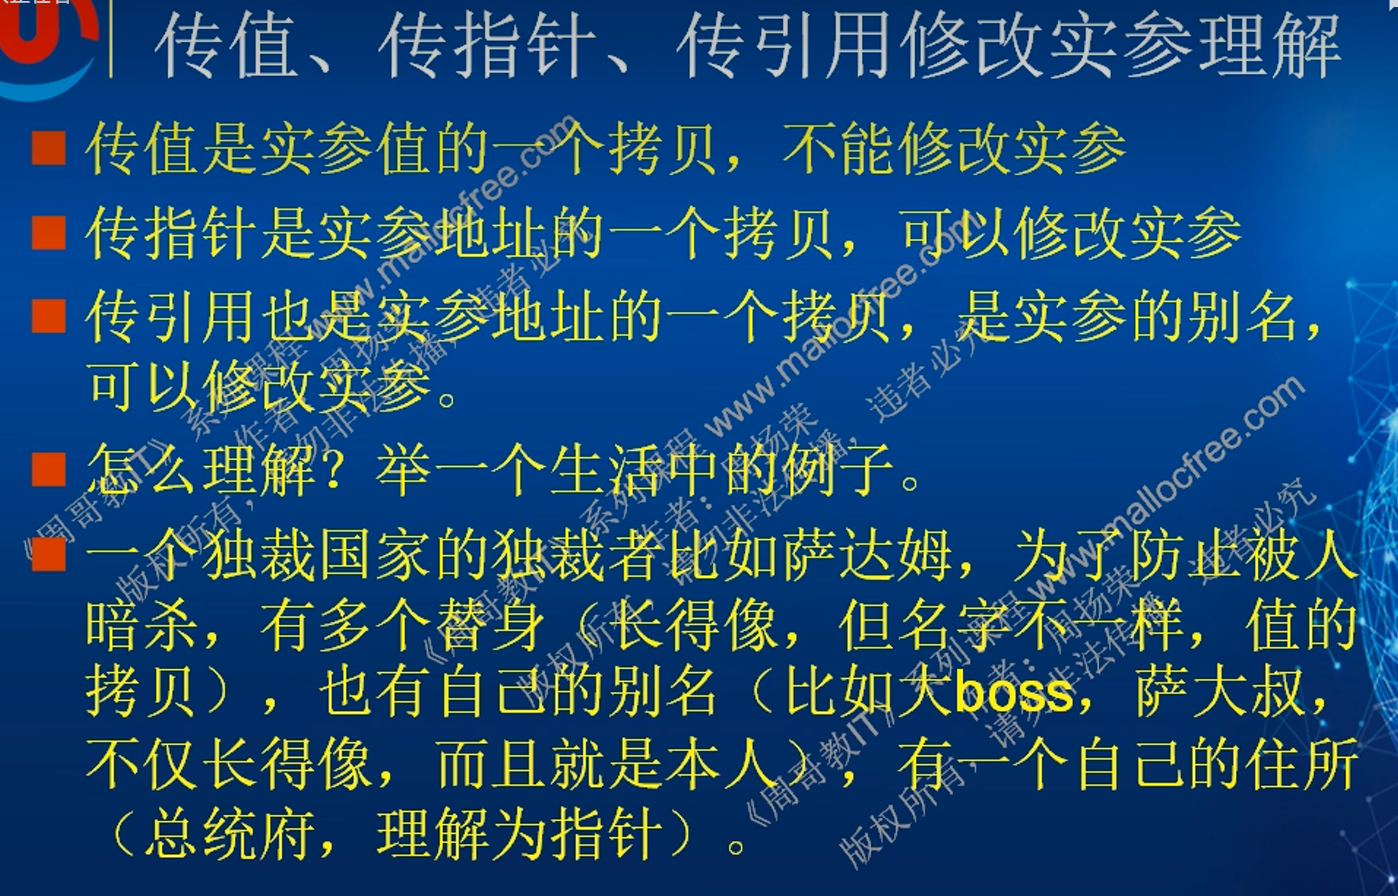 传值、传指针、传引用修改实参理解
传值是实参值的一个拷贝，不能修改实参
传指针是实参地址的一个拷贝，可以修改实参
传引用也是实参地址的一个拷贝，是实参的别名，
可以修改实参。
怎么理解？举一个生活中的例子。
一个独裁国家的独裁者比如萨达姆，为了防止被人
暗杀，有多个替身（长得像，但名字不一样，值的
拷贝），也有自己的别名（比如大boss，萨大叔，
不仅长得像，而且就是本人），有一个自己的住所
（总统府，理解为指针）。
《周哥教IT》系列课程 www.mallocfree.com
作者：周扬荣
版权所有，请勿非法传播，违者必究
《周哥教IT》系列课程 www.mallocfree.com
作者：周扬荣
版权所有，请勿非法传播，违者必究
《周哥教IT》系列课程 www.mallocfree.com
作者：周扬荣
版权所有，请勿非法传播，违者必究